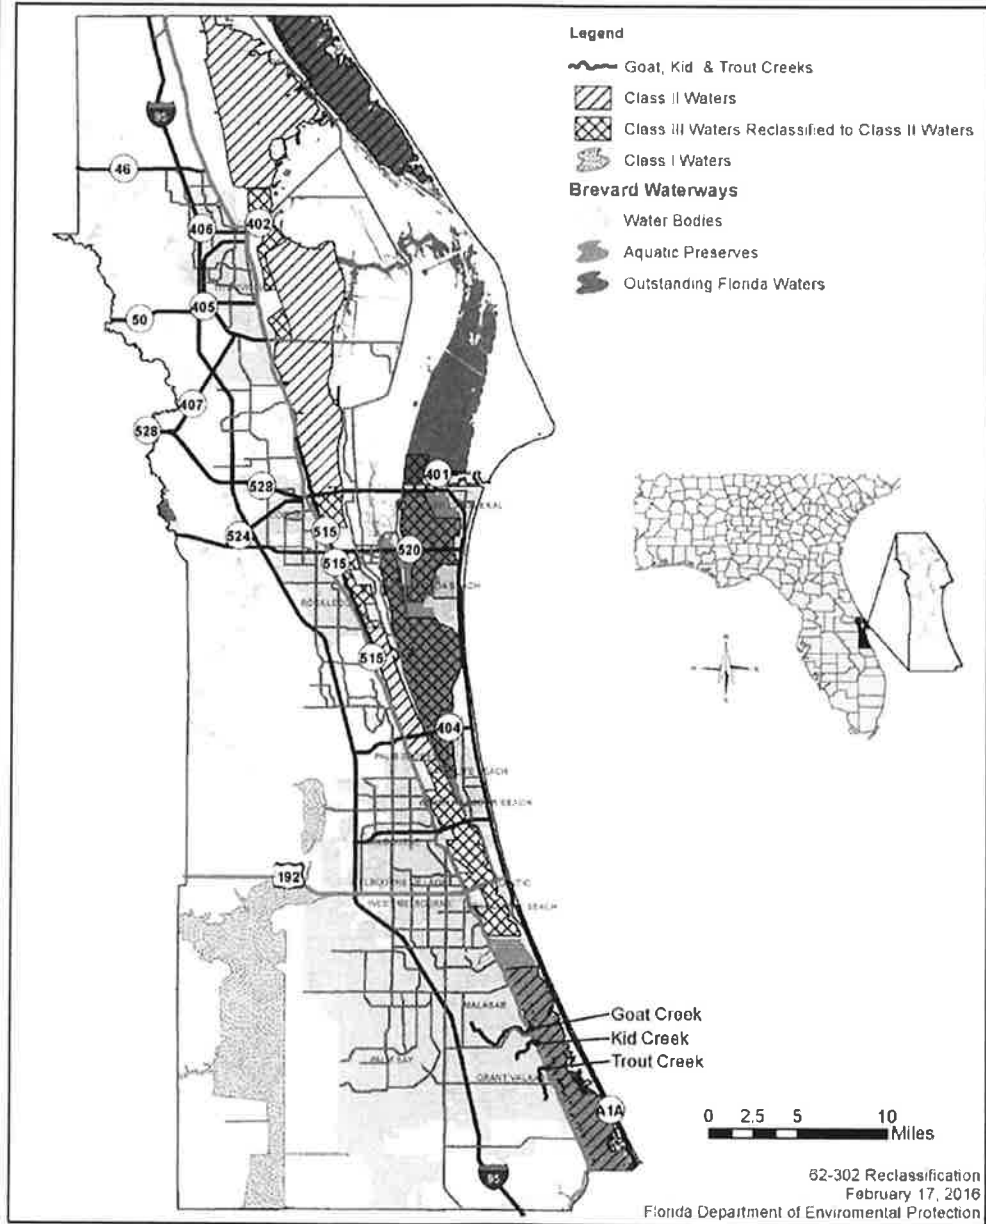 Legend
Goat, Kid & Trout Creeks
Class II Waters
Class III Waters Reclassified to Class II Waters
Class I Waters
Brevard Waterways
Water Bodies
Aquatic Preserves
Outstanding Florida Waters
95
46
406
402
405
50
407
528
528
401
524
515
520
515
515
404
192
MALABAR
PALM BAY
Goat Creek
Kid Creek
Trout Creek
A1A
0 2.5 5 10
Miles
95
62-302 Reclassification
February 17, 2016
Florida Department of Enviromental Protection